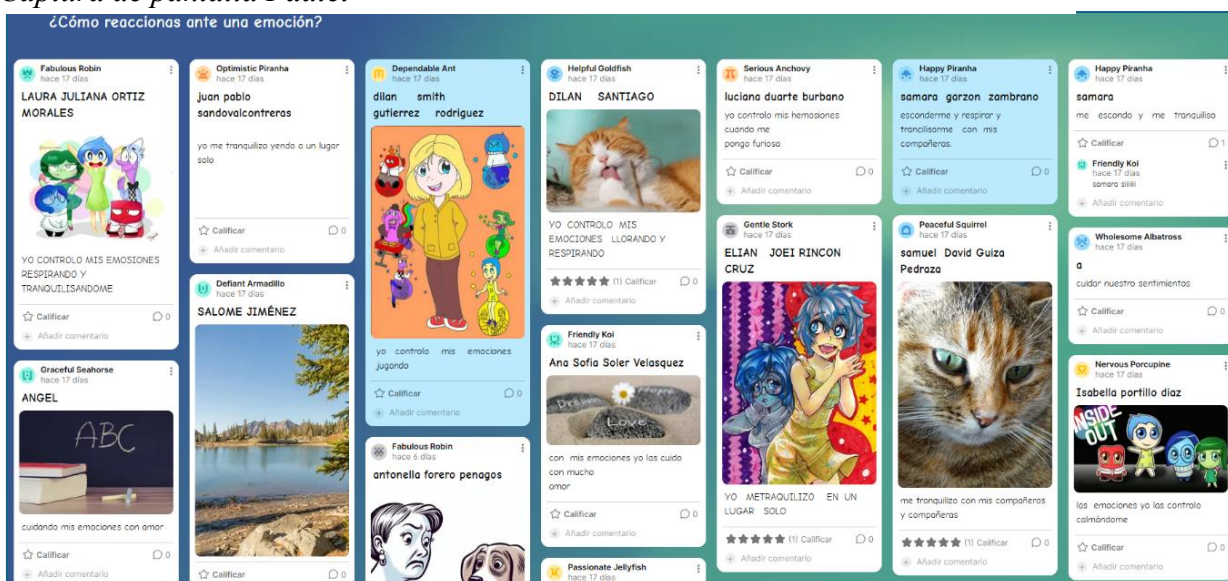 ¿Cómo reaccionas ante una emoción?
Fabulous Robin
hace 17 días
LAURA JULIANA ORTIZ
MORALES
YO CONTROLO MIS EMOSIONES
RESPIRANDO Y
TRANQUILISANDOME
Calificar
0
Añadir comentario
Graceful Seahorse
hace 17 días
ANGEL
ABC
cuidando mis emociones con amor
Calificar
0
Añadir comentario
Optimistic Piranha
hace 17 días
juan pablo
sandovalcontreras
yo me tranquilizo yendo a un lugar
solo
Calificar
0
Añadir comentario
Defiant Armadillo
hace 17 días
SALOME JIMÉNEZ
Calificar
0
Dependable Ant
hace 17 días
dilan smith
gutierrez rodriguez
yo controlo mis emociones
jugando
Calificar
0
Añadir comentario
Fabulous Robin
hace 6 días
antonella forero penagos
Helpful Goldfish
hace 17 días
DILAN SANTIAGO
YO CONTROLO MIS
EMOCIONES LLORANDO Y
RESPIRANDO
(1) Calificar
0
Añadir comentario
Friendly Koi
hace 17 días
Ana Sofia Soler Velasquez
Dream
Love
con mis emociones yo las cuido
con mucho
amor
Calificar
0
Añadir comentario
Passionate Jellyfish
hace 17 días
Serious Anchovy
hace 17 días
luciana duarte burbano
yo controlo mis hemosiones
cuando me
pongo furiosa
Calificar
0
Añadir comentario
Gentle Stork
hace 17 días
ELIAN JOEI RINCON
CRUZ
YO METRAQUILIZO EN UN
LUGAR SOLO
(1) Calificar
0
Añadir comentario
Happy Piranha
hace 17 días
samara garzon zambrano
esconderme y respirar y
trancilisarme con mis
compañeros.
Calificar
0
Añadir comentario
Peaceful Squirrel
hace 17 días
samuel David Guiza
Pedraza
me tranquilizo con mis compañeros
y compañeras
(1) Calificar
0
Añadir comentario
Happy Piranha
hace 17 días
samara
me escondo y me tranquiliso
Calificar
1
Friendly Koi
hace 17 días
samara siiiiii
Añadir comentario
Wholesome Albatross
hace 17 días
a
cuidar nuestro sentimientos
Calificar
0
Añadir comentario
Nervous Porcupine
hace 17 días
Isabella portillo diaz
INSIDE
OUT
las emociones yo las controlo
calmándome
Calificar
0
Añadir comentario